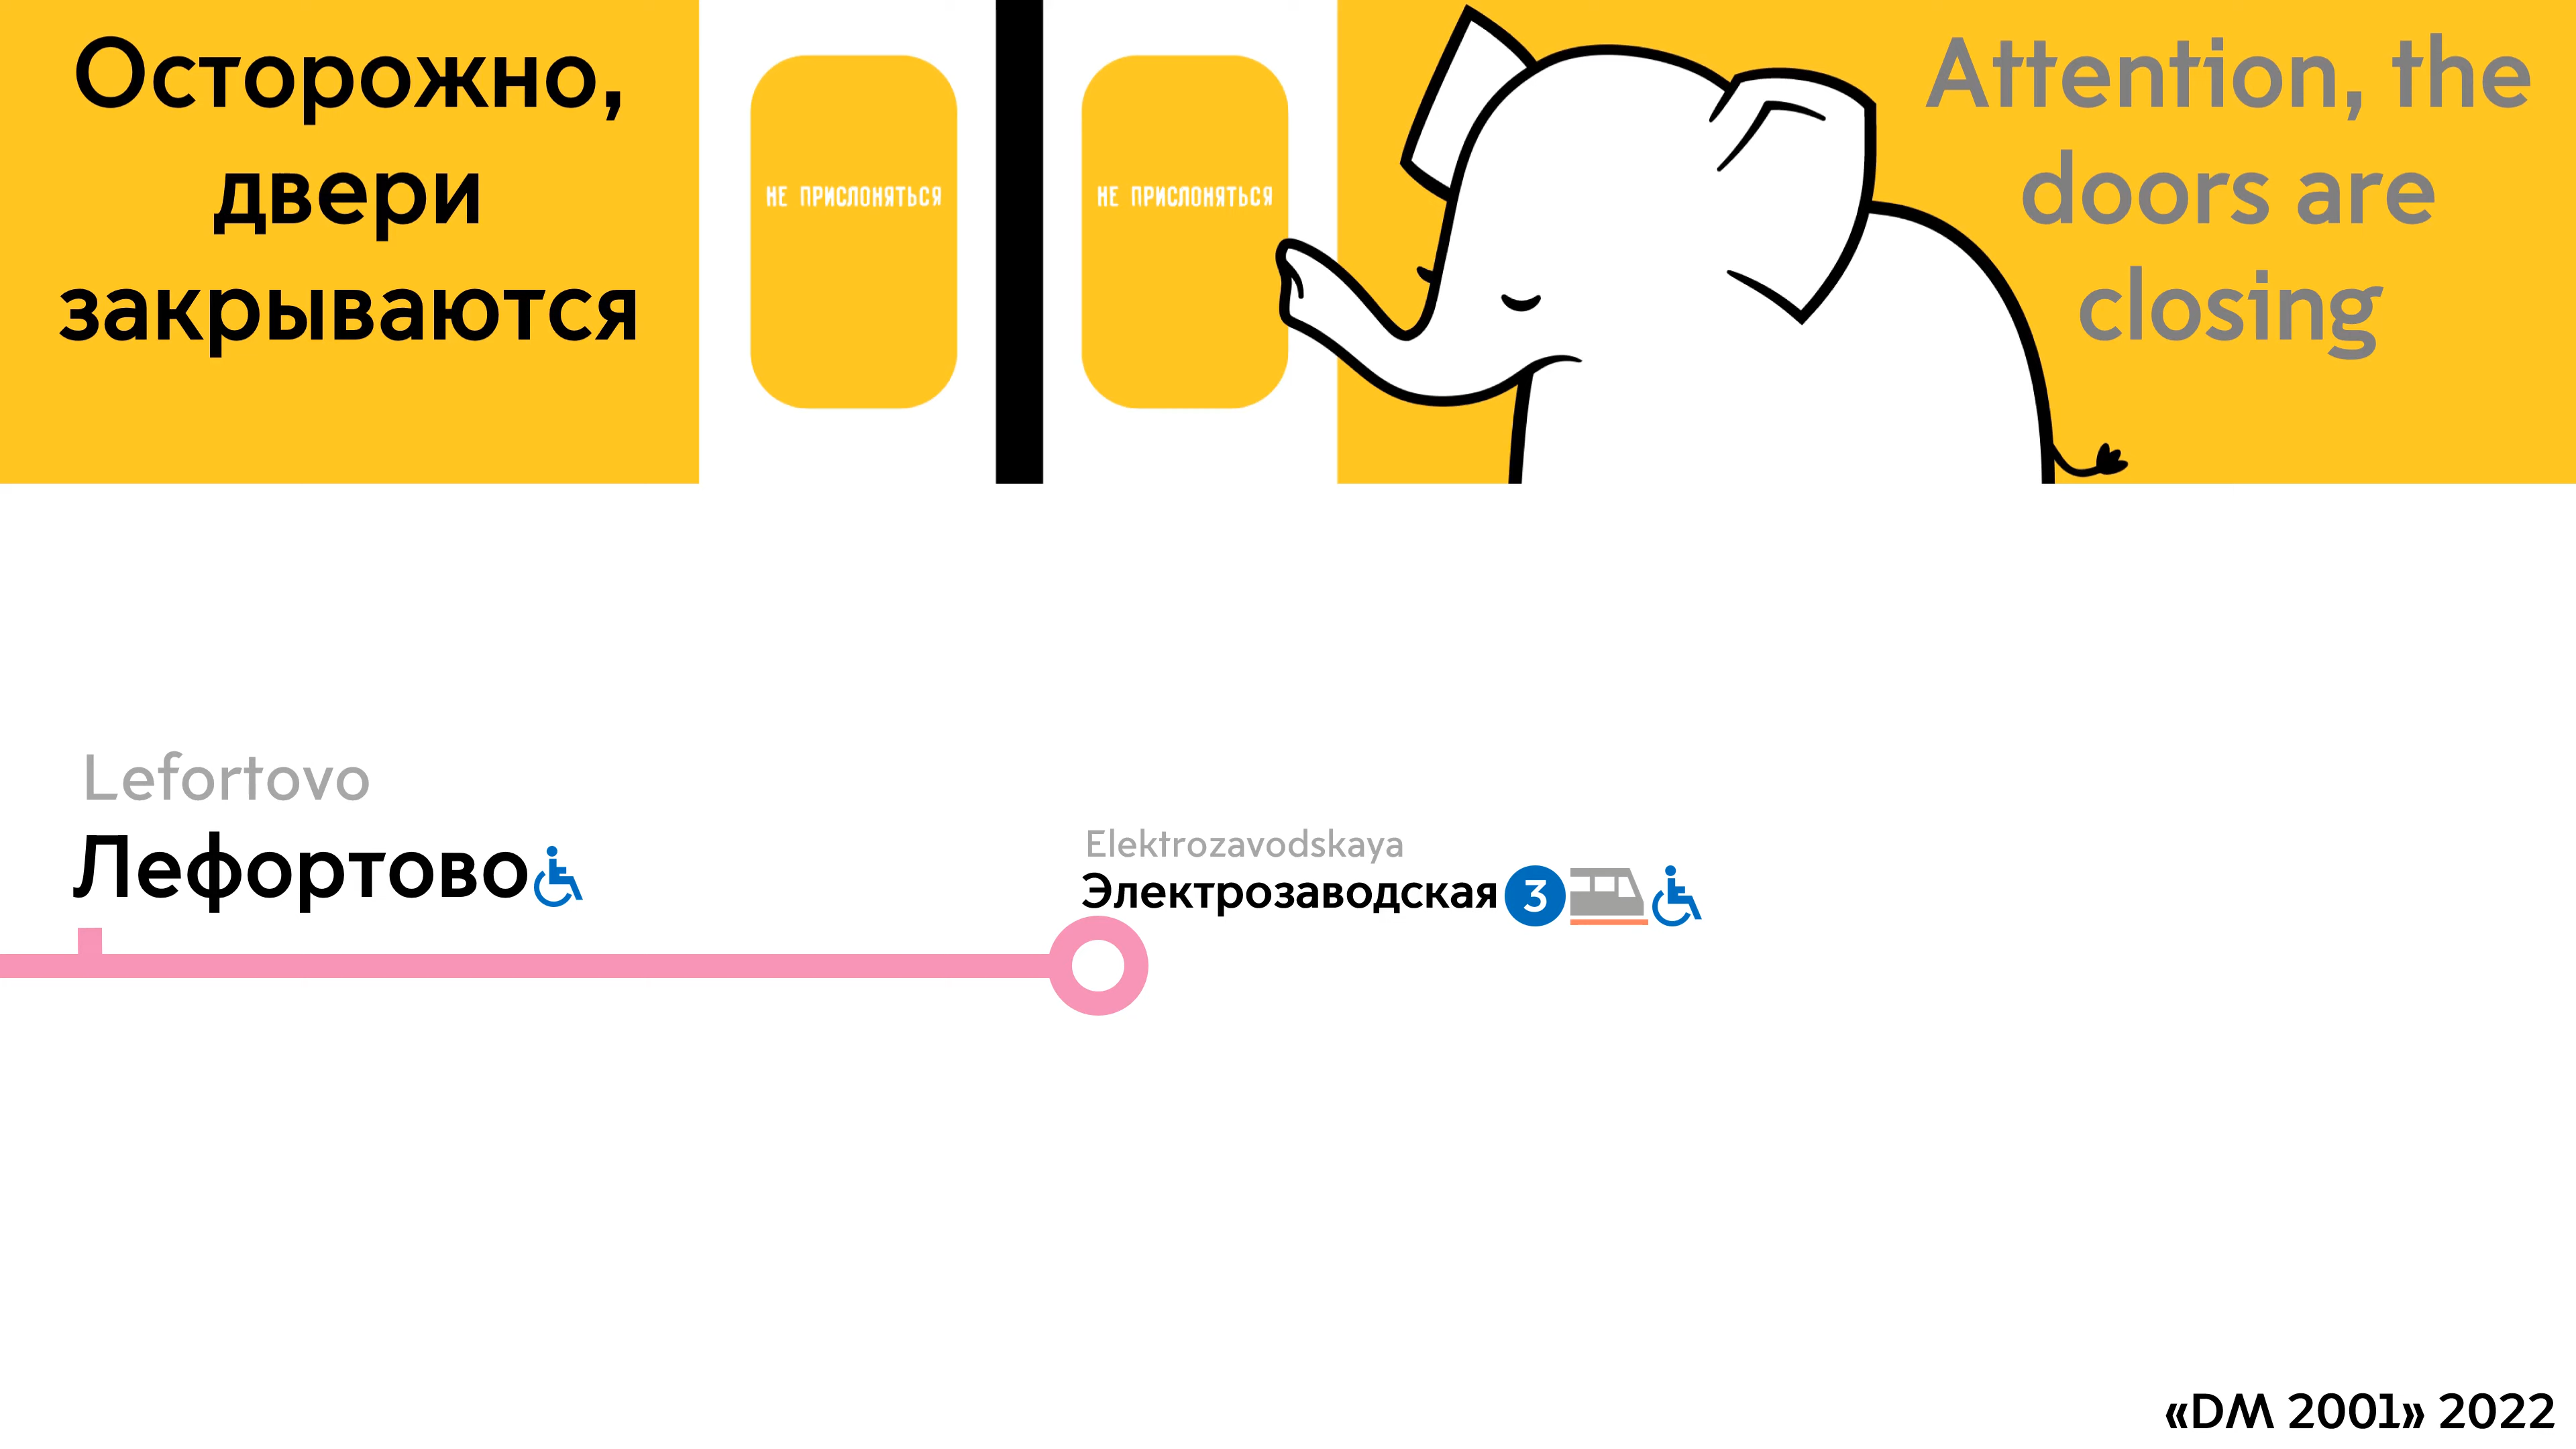 Осторожно,
двери
закрываются
НЕ ПРИСЛОНЯТЬСЯ
НЕ ПРИСЛОНЯТЬСЯ
Attention, the
doors are
closing
Lefortovo
Лефортово
Elektrozavodskaya
Электрозаводская 3
«DM 2001» 2022